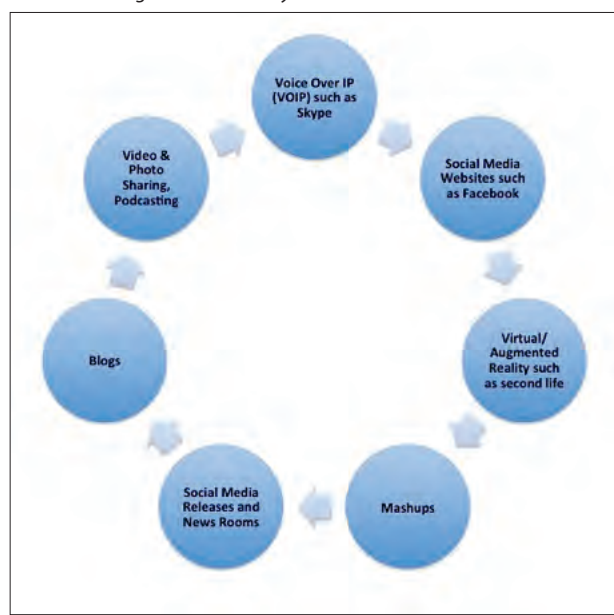 Voice Over IP
(VOIP) such as
Skype
Social Media
Websites such
as Facebook
Virtual/
Augmented
Reality such
as second life
Mashups
Social Media
Releases and
News Rooms
Blogs
Video &
Photo
Sharing,
Podcasting